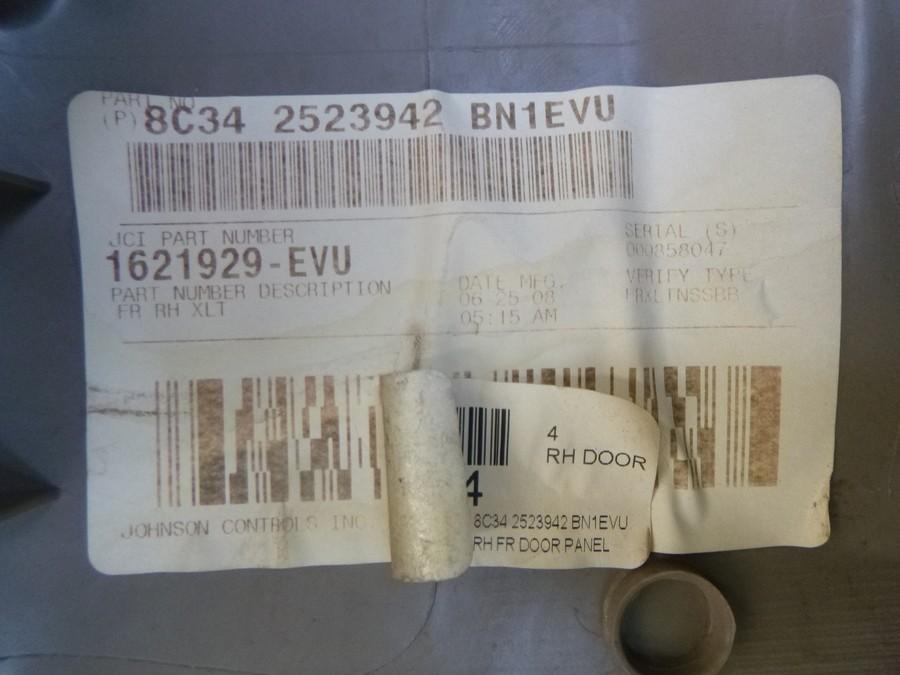 PART NO
(P) 8C34 2523942 BN1EVU
JCI PART NUMBER
1621929-EVU
PART NUMBER DESCRIPTION
FR RH XLT
DATE MFG.
06-25-08
05:15 AM
SERIAL (S)
000858047
VERIFY TYPE
JOHNSON CONTROLS INC.
4
RH DOOR
4
8C34 2523942 BN1EVU
RH FR DOOR PANEL